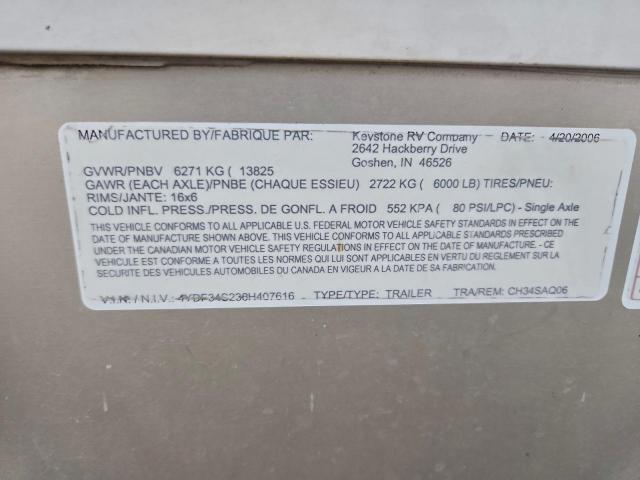 MANUFACTURED BY/FABRIQUE PAR: Keystone RV Company DATE: 4/20/2006
2642 Hackberry Drive
Goshen, IN 46526
GVWR/PNBV 6271 KG ( 13825
GAWR (EACH AXLE)/PNBE (CHAQUE ESSIEU) 2722 KG ( 6000 LB) TIRES/PNEU:
RIMS/JANTE: 16x6
COLD INFL. PRESS./PRESS. DE GONFL. A FROID 552 KPA ( 80 PSI/LPC) - Single Axle
THIS VEHICLE CONFORMS TO ALL APPLICABLE U.S. FEDERAL MOTOR VEHICLE SAFETY STANDARDS IN EFFECT ON THE
DATE OF MANUFACTURE SHOWN ABOVE. / THIS VEHICLE CONFORMS TO ALL APPLICABLE STANDARDS PRESCRIBED
UNDER THE CANADIAN MOTOR VEHICLE SAFETY REGULATIONS IN EFFECT ON THE DATE OF MANUFACTURE. - CE
VEHICULE EST CONFORME A TOUTES LES NORMES QUI LUI SONT APPLICABLES EN VERTU DU REGLEMENT SUR LA
SECURITE DES VEHICULES AUTOMOBILES DU CANADA EN VIGEUR A LA DATE DE SA FABRICATION.
V.I.N. / N.I.V.: 4YDF34S236H407616 TYPE/TYPE: TRAILER TRA/REM: CH34SAQ06